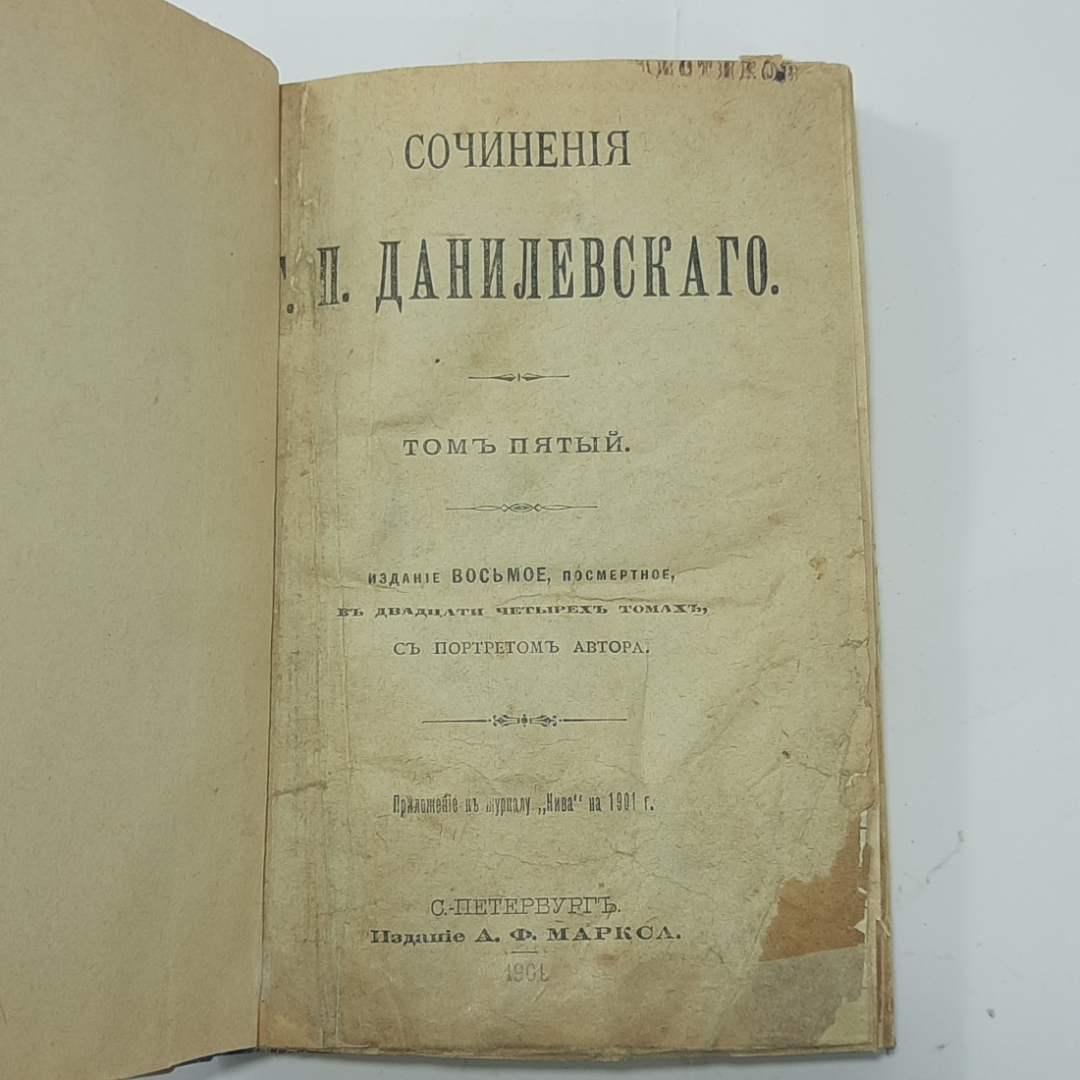 СОЧИНЕНІЯ
Г. П. ДАНИЛЕВСКАГО.
ТОМЪ ПЯТЫЙ.
ИЗДАНІЕ ВОСЬМОЕ, ПОСМЕРТНОЕ,
ВЪ ДВАДЦАТИ ЧЕТЫРЕХЪ ТОМАХЪ,
СЪ ПОРТРЕТОМЪ АВТОРА.
Приложеніе къ журналу „Нива“ на 1901 г.
С.-ПЕТЕРБУРГЪ.
Изданіе А. Ф. МАРКСА.
1901